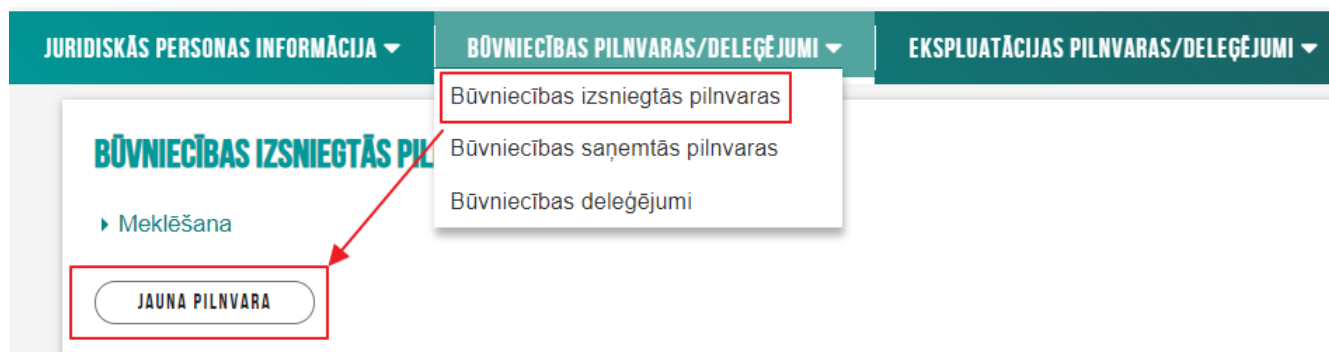 JURIDISKĀS PERSONAS INFORMĀCIJA
BŪVNIECĪBAS PILNVARAS/DELEĢĒJUMI
EKSPLUATĀCIJAS PILNVARAS/DELEĢĒJUMI
Būvniecības izsniegtās pilnvaras
Būvniecības saņemtās pilnvaras
Būvniecības deleģējumi
BŪVNIECĪBAS IZSNIEGTĀS PIL
Meklēšana
JAUNA PILNVARA